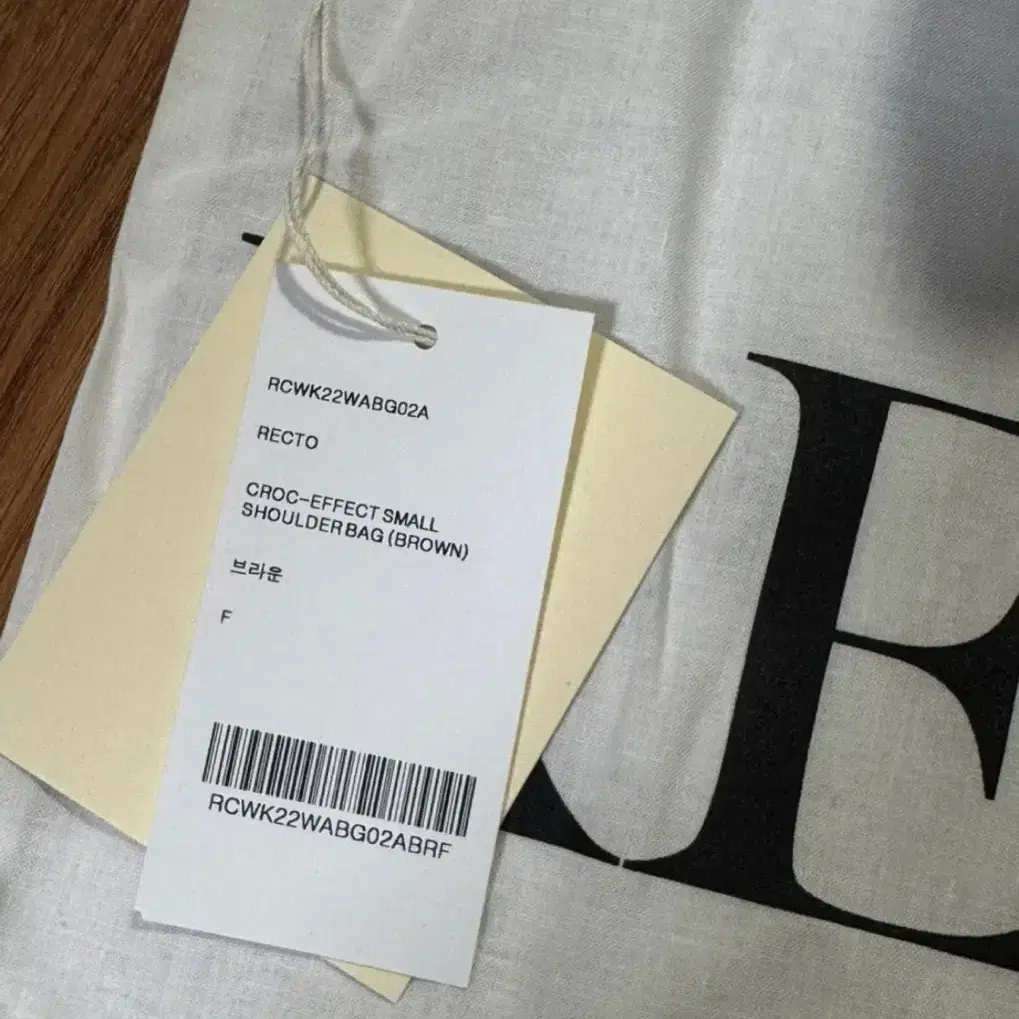 RCWK22WABG02A
RECTO
CROC-EFFECT SMALL
SHOULDER BAG (BROWN)
브라운
F
RCWK22WABG02ABRF
E